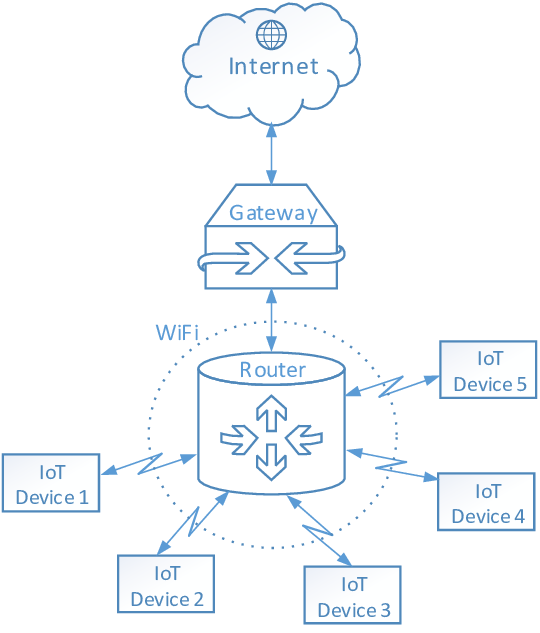 Internet
Gateway
WiFi
Router
IoT
Device 5
IoT
Device 1
IoT
Device 4
IoT
Device 2
IoT
Device 3